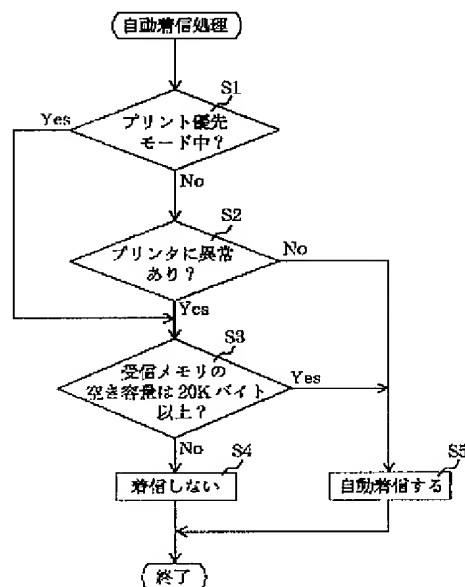 自動着信処理
S1
Yes
プリント優先
モード中？
No
S2
プリンタに異常
あり？
No
Yes
S3
受信メモリの
空き容量は20Kバイト
以上？
Yes
No
S4
着信しない
S5
自動着信する
終了